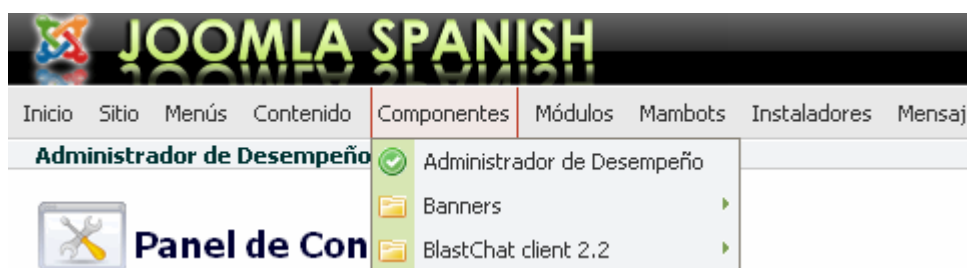 JOOMLA SPANISH
Inicio Sitio Menús Contenido Componentes Módulos Mambots Instaladores Mensaj
Administrador de Desempeño
Administrador de Desempeño
Banners
Panel de Con
BlastChat client 2.2